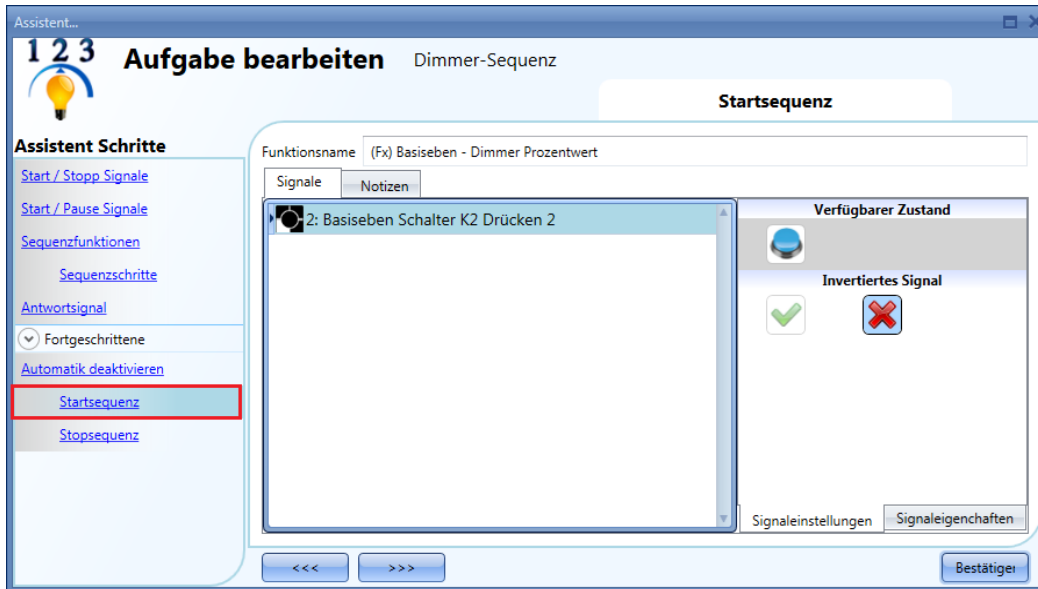 Assistent...
1 2 3
Aufgabe bearbeiten Dimmer-Sequenz
Startsequenz
Assistent Schritte
Start / Stopp Signale
Start / Pause Signale
Sequenzfunktionen
Sequenzschritte
Antwortsignal
Fortgeschrittene
Automatik deaktivieren
Startsequenz
Stopsequenz
Funktionsname (Fx) Basiseben - Dimmer Prozentwert
Signale Notizen
2: Basiseben Schalter K2 Drücken 2
Verfügbarer Zustand
Invertiertes Signal
Signaleinstellungen Signaleigenchaften
<<< >>> Bestätiger